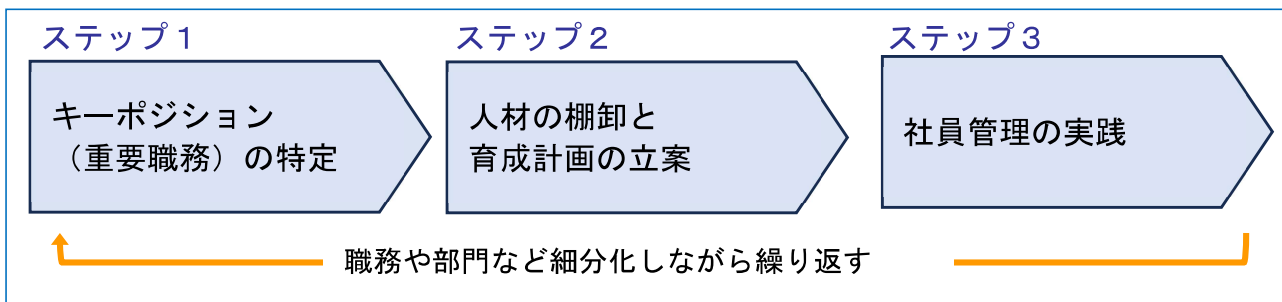 ステップ１
キーポジション
（重要職務）の特定
ステップ２
人材の棚卸と
育成計画の立案
ステップ３
社員管理の実践
職務や部門など細分化しながら繰り返す